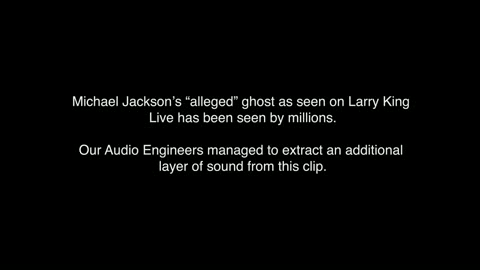 Michael Jackson's “alleged” ghost as seen on Larry King
Live has been seen by millions.
Our Audio Engineers managed to extract an additional
layer of sound from this clip.